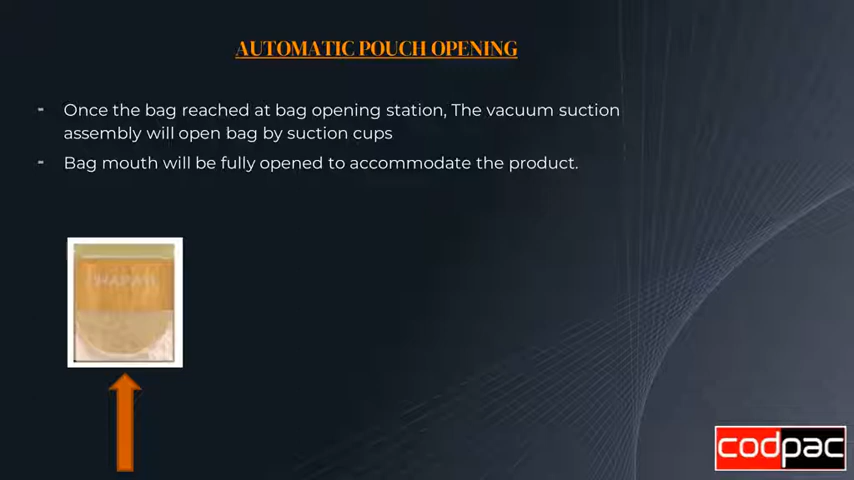 AUTOMATIC POUCH OPENING
- Once the bag reached at bag opening station, The vacuum suction
assembly will open bag by suction cups
- Bag mouth will be fully opened to accommodate the product.
codpac